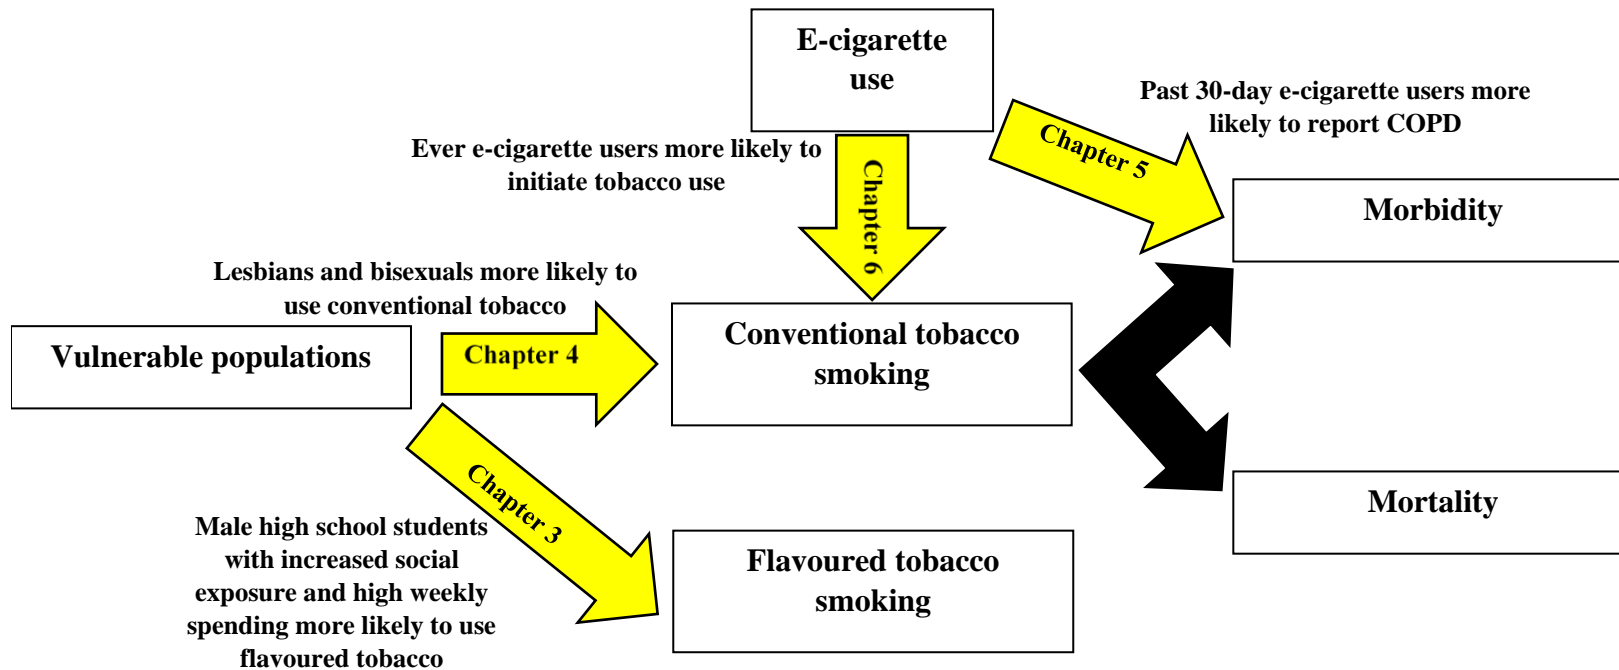 E-cigarette
use
Past 30-day e-cigarette users more
likely to report COPD
Chapter 5
Ever e-cigarette users more likely to
initiate tobacco use
Chapter 6
Morbidity
Lesbians and bisexuals more likely to
use conventional tobacco
Vulnerable populations
Chapter 4
Conventional tobacco
smoking
Chapter 3
Mortality
Male high school students
with increased social
exposure and high weekly
spending more likely to use
flavoured tobacco
Flavoured tobacco
smoking